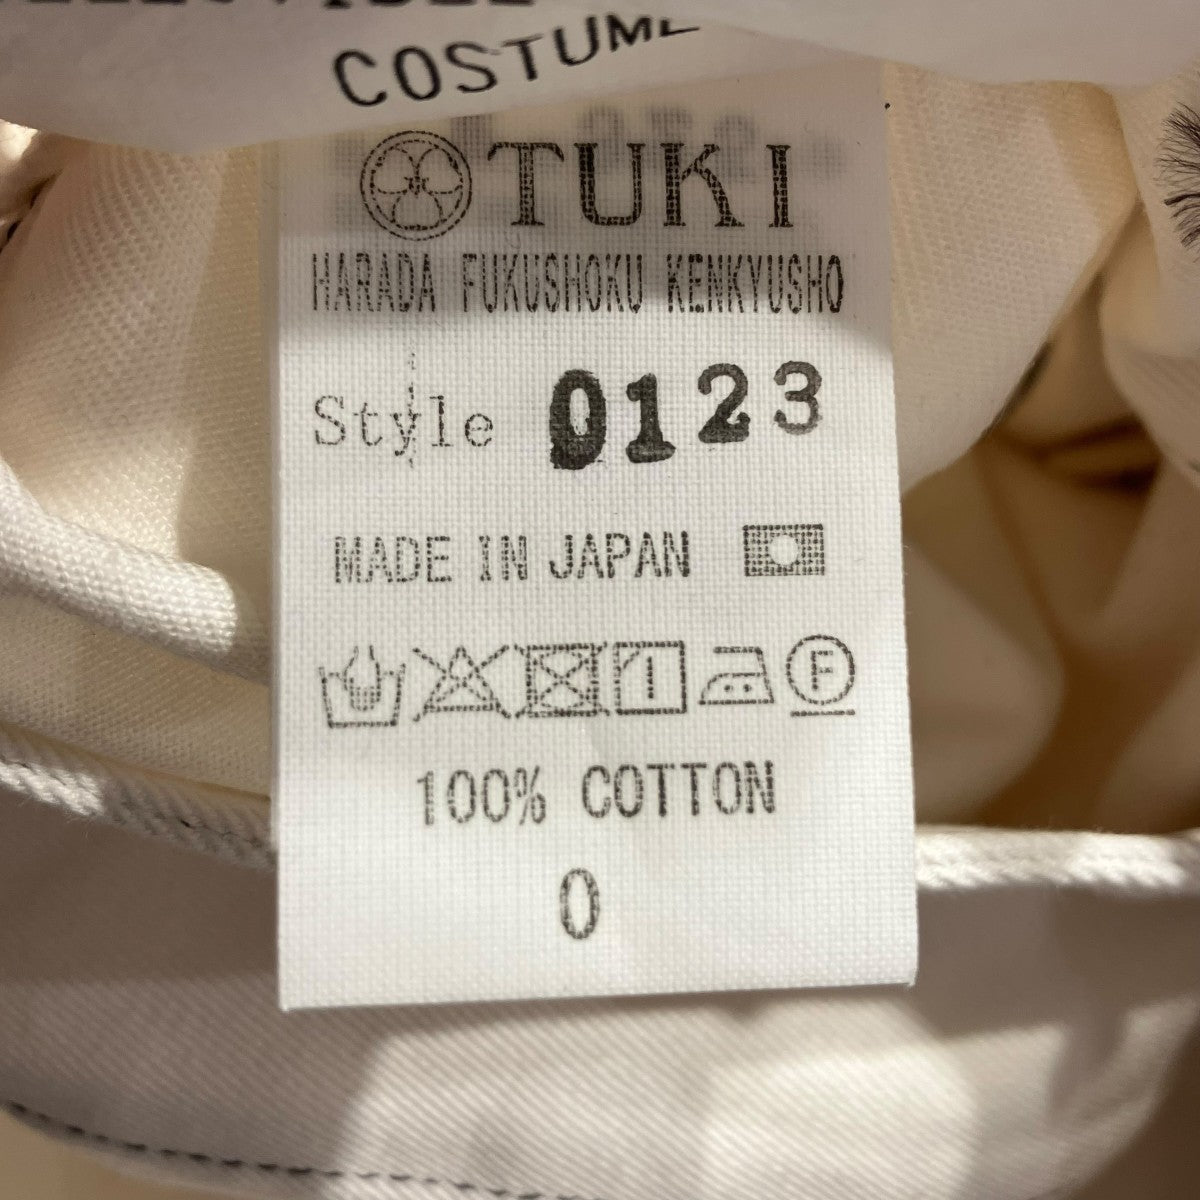 COSTUME
TUKI
HARADA FUKUSHOKU KENKYUSHO
Style 0123
MADE IN JAPAN
F
100% COTTON
0